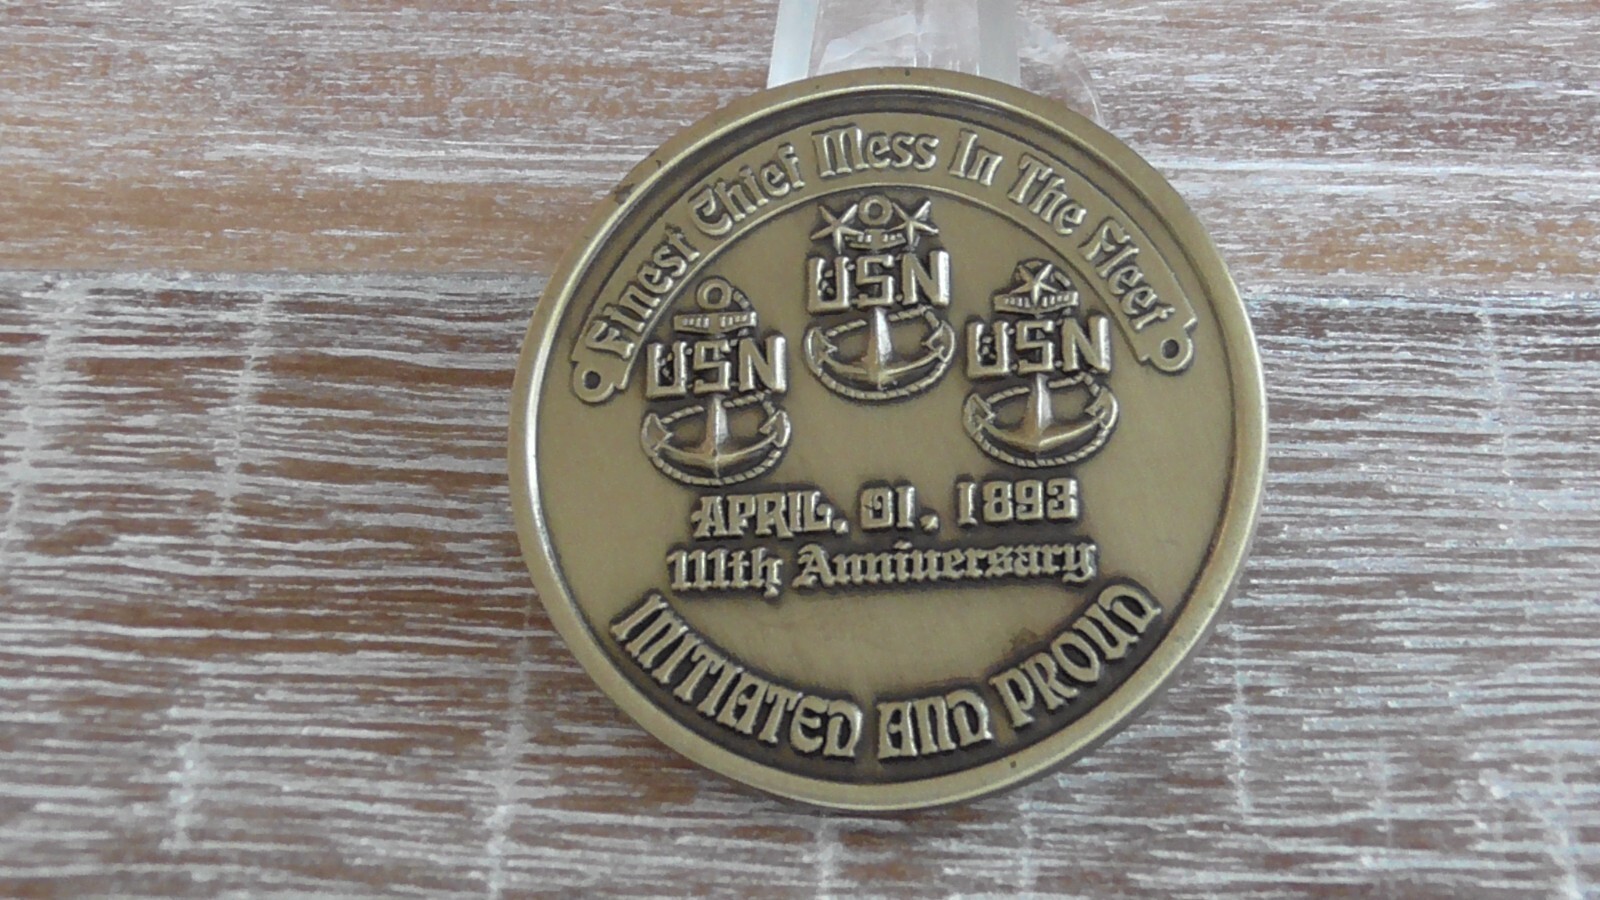 Finest Chief Mess In The Fleet
USN
USN
USN
APRIL. 01. 1893
111th Anniversary
INITIATED AND PROUD